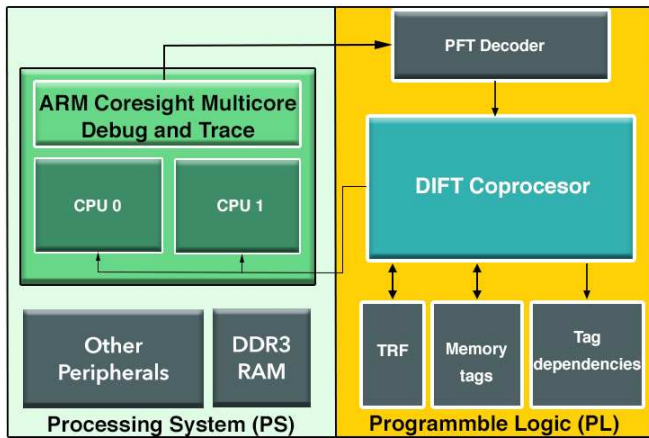 PFT Decoder
ARM Coresight Multicore
Debug and Trace
CPU 0
CPU 1
DIFT Coprocesor
Other
Peripherals
DDR3
RAM
TRF
Memory
tags
Tag
dependencies
Processing System (PS)
Programmble Logic (PL)